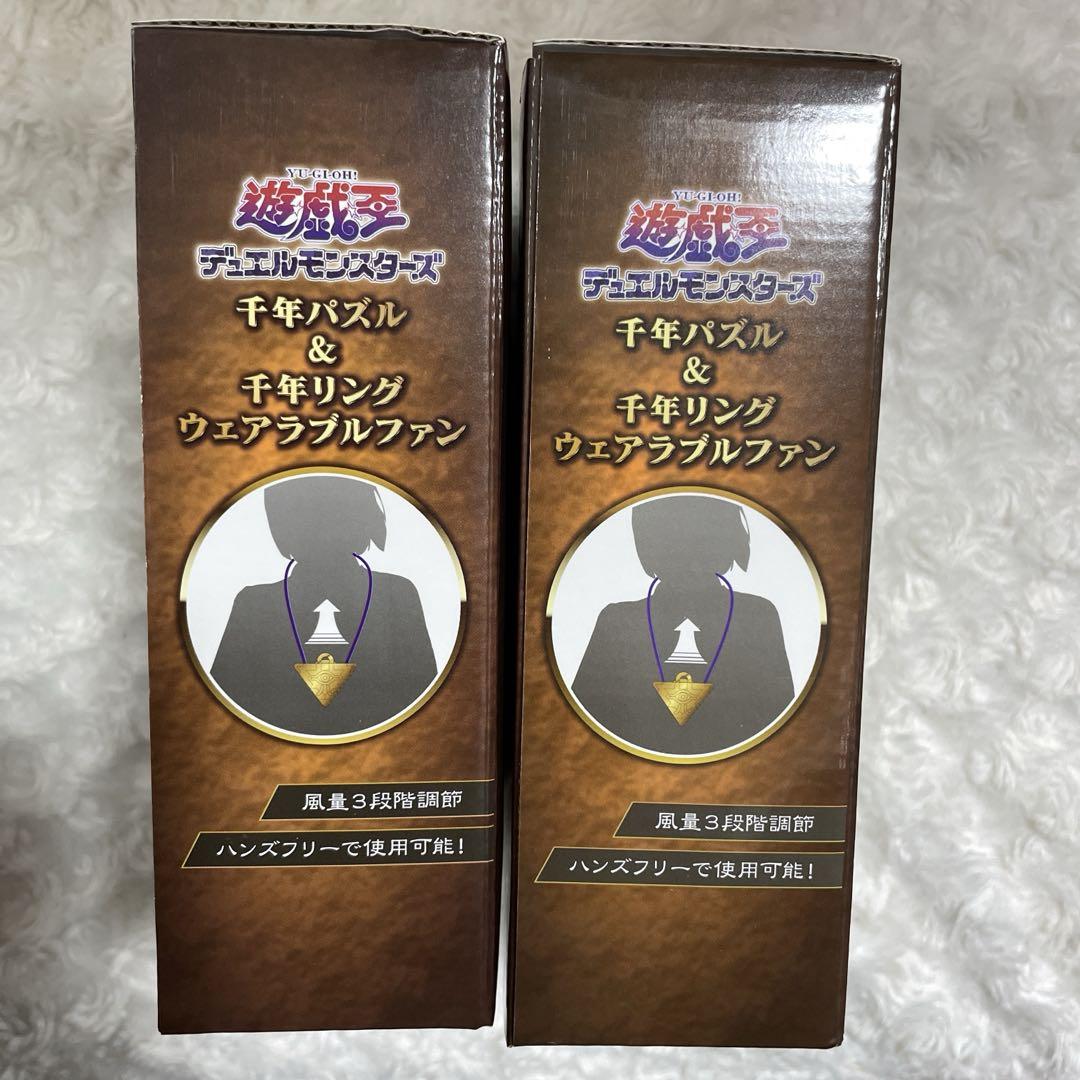 YU-GI-OH!
遊戯王
デュエルモンスターズ
千年パズル
&
千年リング
ウェアラブルファン
風量3段階調節
ハンズフリーで使用可能!
YU-GI-OH!
遊戯王
デュエルモンスターズ
千年パズル
&
千年リング
ウェアラブルファン
風量3段階調節
ハンズフリーで使用可能!